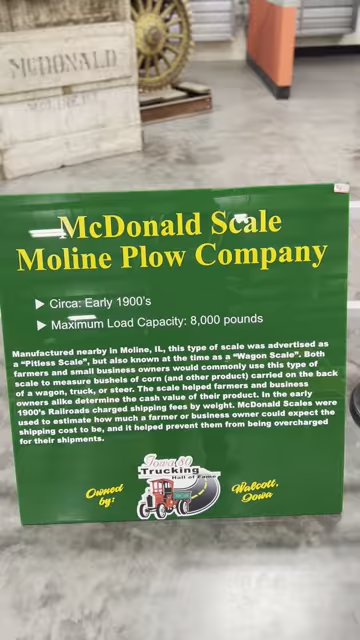 MCDONALD
MOLINE, ILL.
McDonald Scale
Moline Plow Company
Circa: Early 1900's
Maximum Load Capacity: 8,000 pounds
Manufactured nearby in Moline, IL, this type of scale was advertised as
a "Pitless Scale", but also known at the time as a "Wagon Scale". Both
farmers and small business owners would commonly use this type of
scale to measure bushels of corn (and other product) carried on the back
of a wagon, truck, or steer. The scale helped farmers and business
owners alike determine the cash value of their product. In the early
1900's Railroads charged shipping fees by weight. McDonald Scales were
used to estimate how much a farmer or business owner could expect the
shipping cost to be, and it helped prevent them from being overcharged
for their shipments.
Owned
by:
Iowa 80
Trucking
Hall of Fame
Walcott,
Iowa